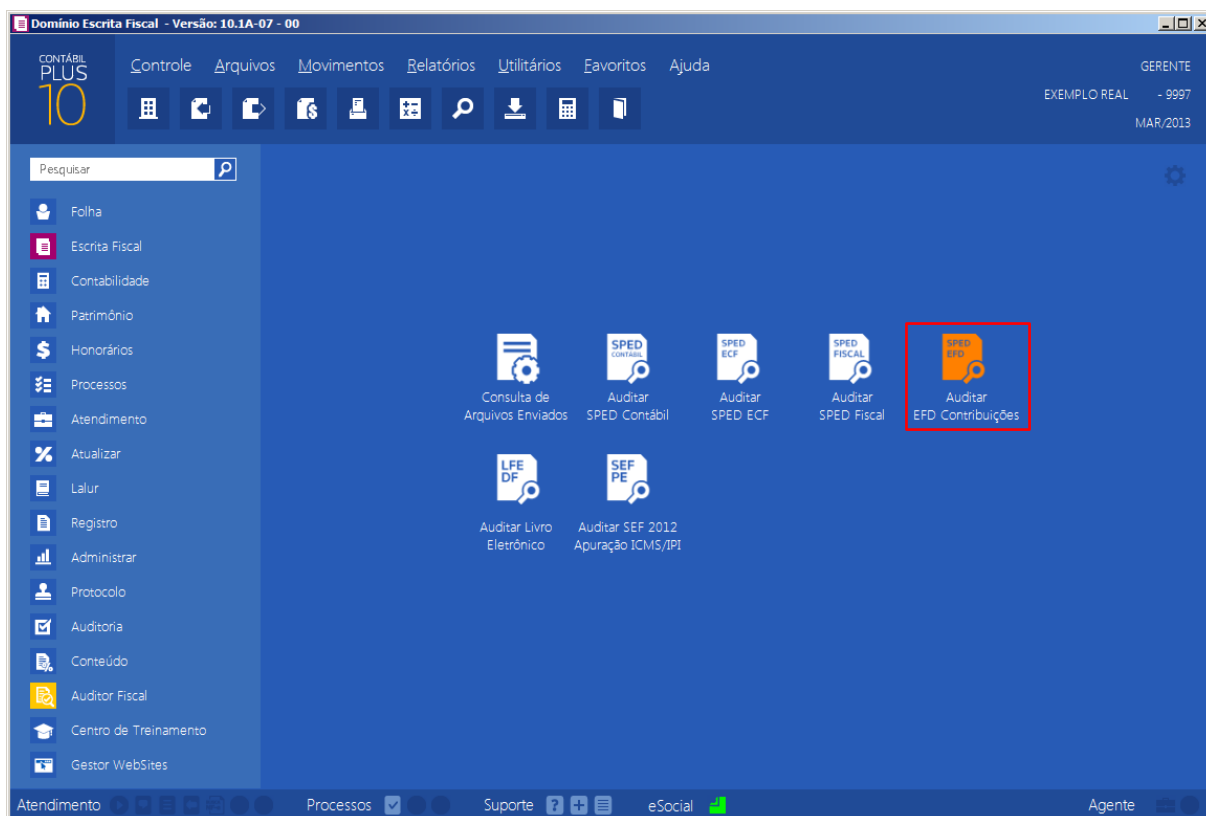 Domínio Escrita Fiscal - Versão: 10.1A-07 - 00
CONTÁBIL
PLUS
10
Controle Arquivos Movimentos Relatórios Utilitários Favoritos Ajuda
GERENTE
EXEMPLO REAL - 9997
MAR/2013
Pesquisar
Folha
Escrita Fiscal
Contabilidade
Patrimônio
Honorários
Processos
Atendimento
Atualizar
Lalur
Registro
Administrar
Protocolo
Auditoria
Conteúdo
Auditor Fiscal
Centro de Treinamento
Gestor WebSites
Consulta de
Arquivos Enviados
SPED
CONTÁBIL
Auditar
SPED Contábil
SPED
ECF
Auditar
SPED ECF
SPED
FISCAL
Auditar
SPED Fiscal
SPED
EFD
Auditar
EFD Contribuições
LFE
DF
Auditar Livro
Eletrônico
SEF
PE
Auditar SEF 2012
Apuração ICMS/IPI
Atendimento Processos Suporte eSocial Agente